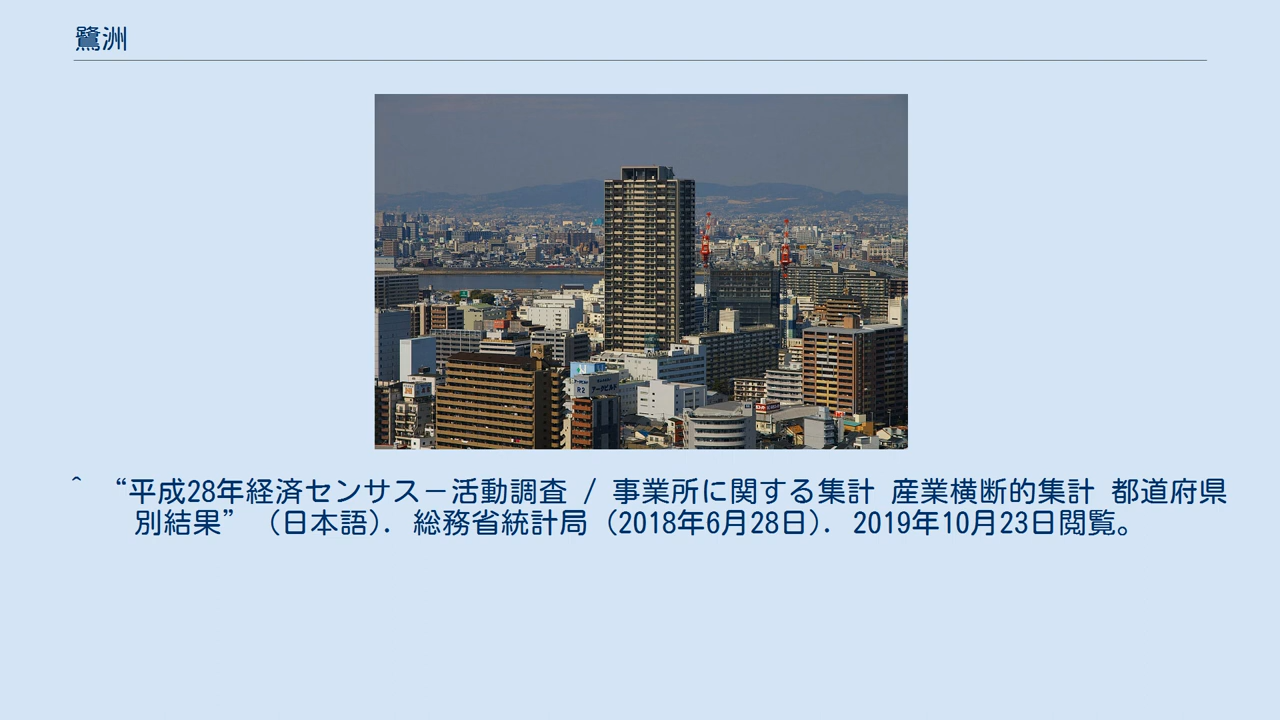 鷺洲
^ “平成28年経済センサス－活動調査 / 事業所に関する集計 産業横断的集計 都道府県
別結果” (日本語). 総務省統計局 (2018年6月28日). 2019年10月23日閲覧。
R2